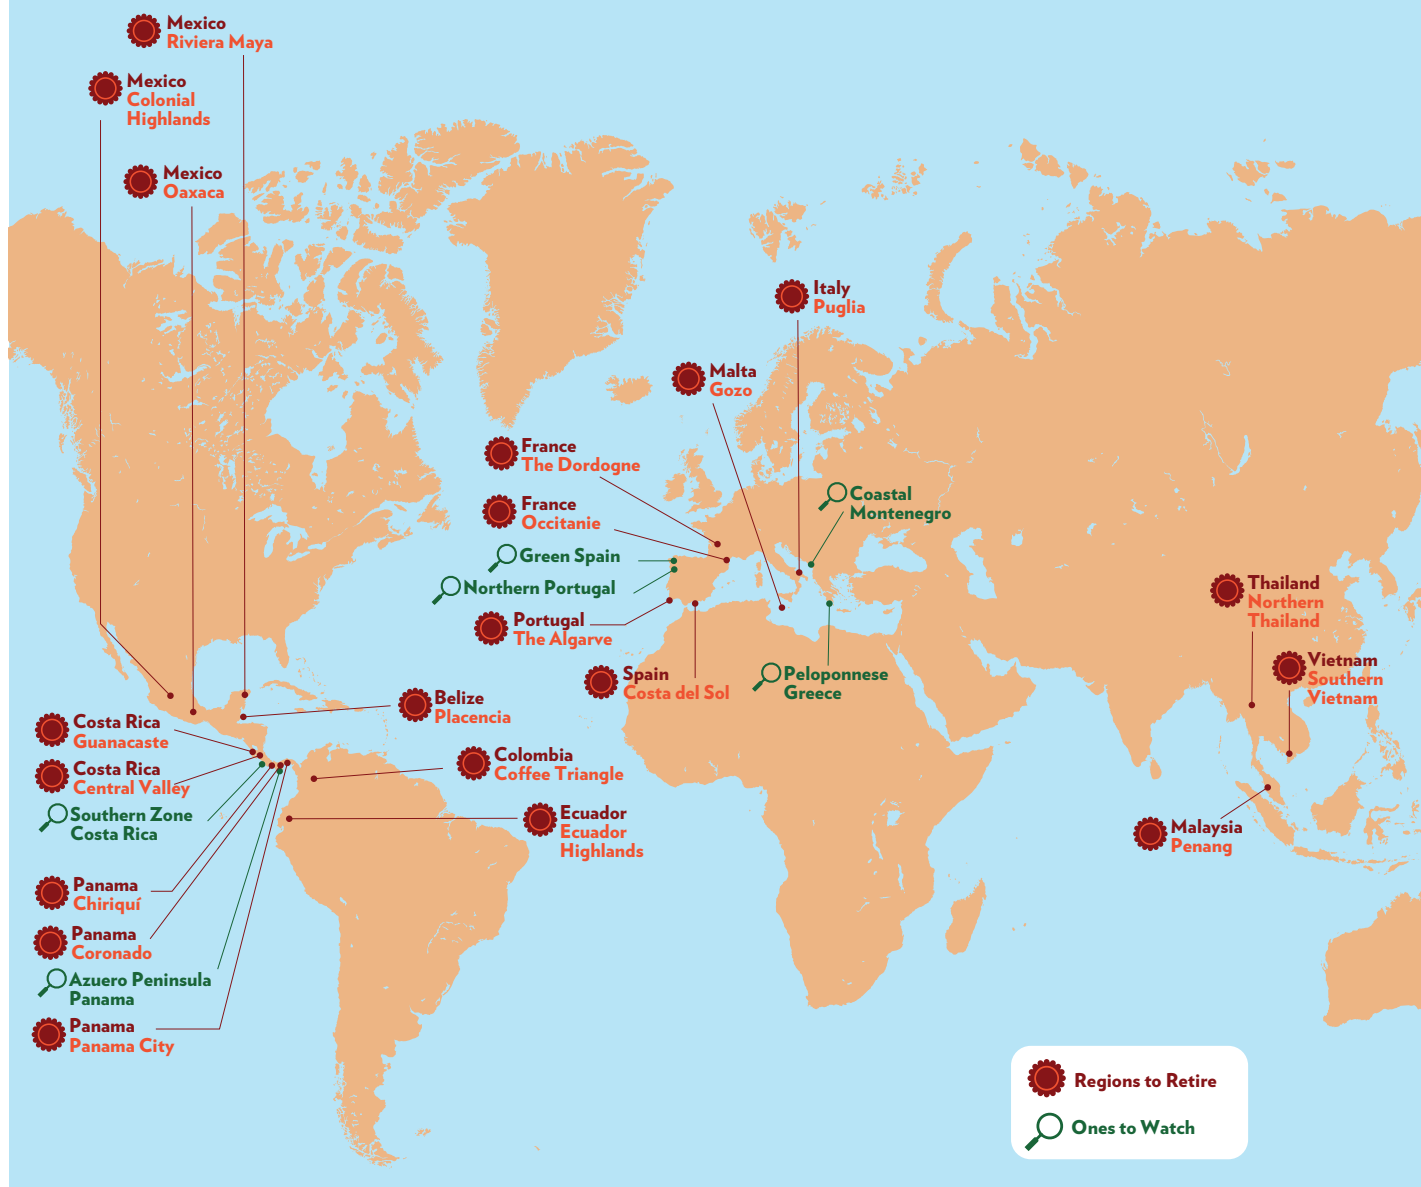 Mexico
Riviera Maya
Mexico
Colonial
Highlands
Mexico
Oaxaca
Italy
Puglia
Malta
Gozo
France
The Dordogne
France
Occitanie
Coastal
Montenegro
Green Spain
Northern Portugal
Portugal
The Algarve
Spain
Costa del Sol
Peloponnese
Greece
Thailand
Northern
Thailand
Vietnam
Southern
Vietnam
Belize
Placencia
Costa Rica
Guanacaste
Costa Rica
Central Valley
Colombia
Coffee Triangle
Southern Zone
Costa Rica
Ecuador
Ecuador
Highlands
Malaysia
Penang
Panama
Chiriquí
Panama
Coronado
Azuero Peninsula
Panama
Panama
Panama City
Regions to Retire
Ones to Watch